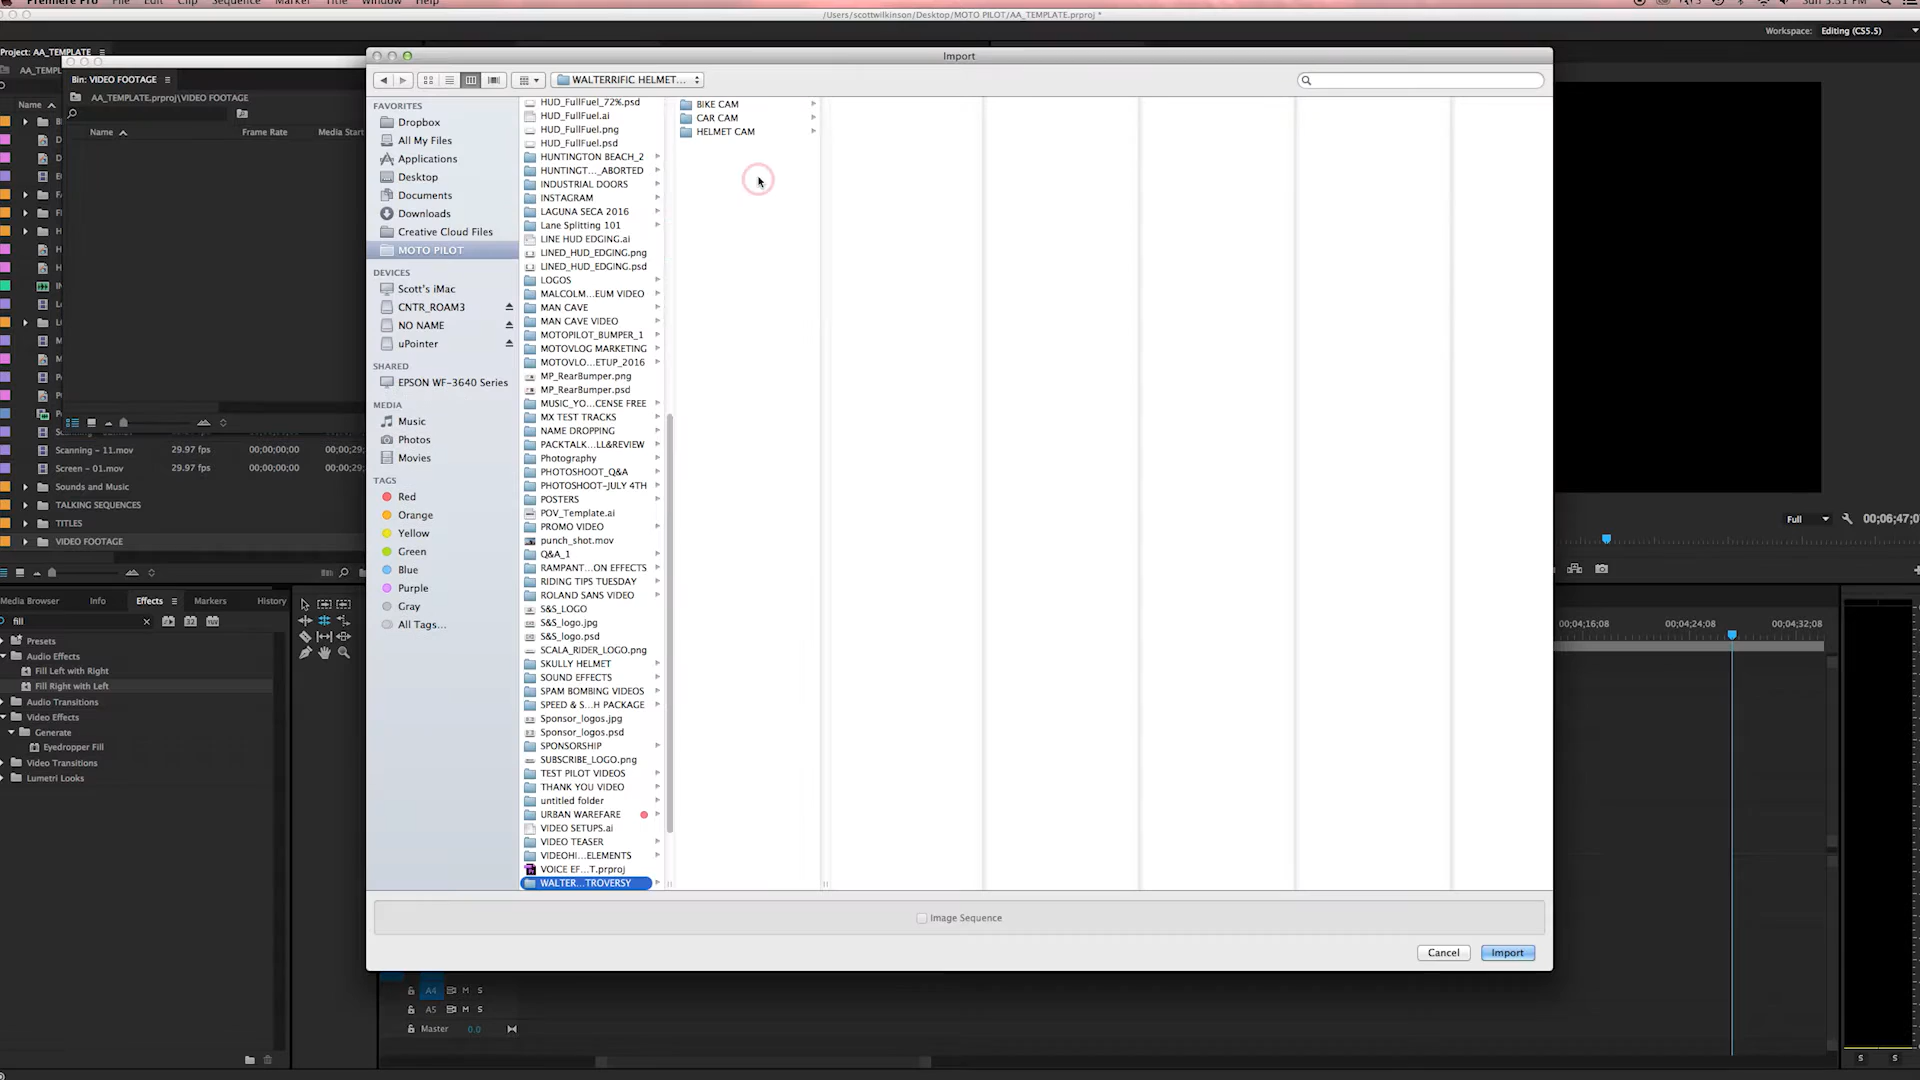 Premiere Pro File Edit Clip Sequence Marker Title Window Help
Sun 5:31 PM
/Users/scottwilkinson/Desktop/MOTO PILOT/AA_TEMPLATE.prproj *
Workspace: Editing (CS5.5)
Project: AA_TEMPLATE
Bin: VIDEO FOOTAGE
AA_TEMPLATE.prproj\VIDEO FOOTAGE
Name
Name Frame Rate Media Start
Import
WALTERRIFIC HELMET...
FAVORITES
Dropbox
All My Files
Applications
Desktop
Documents
Downloads
Creative Cloud Files
MOTO PILOT
DEVICES
Scott's iMac
CNTR_ROAM3
NO NAME
uPointer
SHARED
EPSON WF-3640 Series
MEDIA
Music
Photos
Movies
TAGS
Red
Orange
Yellow
Green
Blue
Purple
Gray
All Tags...
HUD_FullFuel_72%.psd
HUD_FullFuel.ai
HUD_FullFuel.png
HUD_FullFuel.psd
HUNTINGTON BEACH_2
HUNTINGT..._ABORTED
INDUSTRIAL DOORS
INSTAGRAM
LAGUNA SECA 2016
Lane Splitting 101
LINE HUD EDGING.ai
LINED_HUD_EDGING.png
LINED_HUD_EDGING.psd
LOGOS
MALCOLM...EUM VIDEO
MAN CAVE
MAN CAVE VIDEO
MOTOPILOT_BUMPER_1
MOTOVLOG MARKETING
MOTOVLO...ETUP_2016
MP_RearBumper.png
MP_RearBumper.psd
MUSIC_YO...CENSE FREE
MX TEST TRACKS
NAME DROPPING
PACKTALK...LL&REVIEW
Photography
PHOTOSHOOT_Q&A
PHOTOSHOOT-JULY 4TH
POSTERS
POV_Template.ai
PROMO VIDEO
punch_shot.mov
Q&A_1
RAMPANT...ON EFFECTS
RIDING TIPS TUESDAY
ROLAND SANS VIDEO
S&S_LOGO
S&S_logo.jpg
S&S_logo.psd
SCALA_RIDER_LOGO.png
SKULLY HELMET
SOUND EFFECTS
SPAM BOMBING VIDEOS
SPEED & S...H PACKAGE
Sponsor_logos.jpg
Sponsor_logos.psd
SPONSORSHIP
SUBSCRIBE_LOGO.png
TEST PILOT VIDEOS
THANK YOU VIDEO
untitled folder
URBAN WAREFARE
VIDEO SETUPS.ai
VIDEO TEASER
VIDEOHI...ELEMENTS
VOICE EF...T.prproj
WALTER...TROVERSY
BIKE CAM
CAR CAM
HELMET CAM
Image Sequence
Cancel Import
Scanning - 11.mov 29.97 fps 00;00;00;00 00;00;29;
Screen - 01.mov 29.97 fps 00;00;00;00 00;00;29;
Sounds and Music
TALKING SEQUENCES
TITLES
VIDEO FOOTAGE
Full 00;06;47;0
Media Browser Info Effects Markers History
fill
Presets
Audio Effects
Fill Left with Right
Fill Right with Left
Audio Transitions
Video Effects
Generate
Eyedropper Fill
Video Transitions
Lumetri Looks
00;04;16;08 00;04;24;08 00;04;32;08
A4 M S
A5 M S
Master 0.0
S S